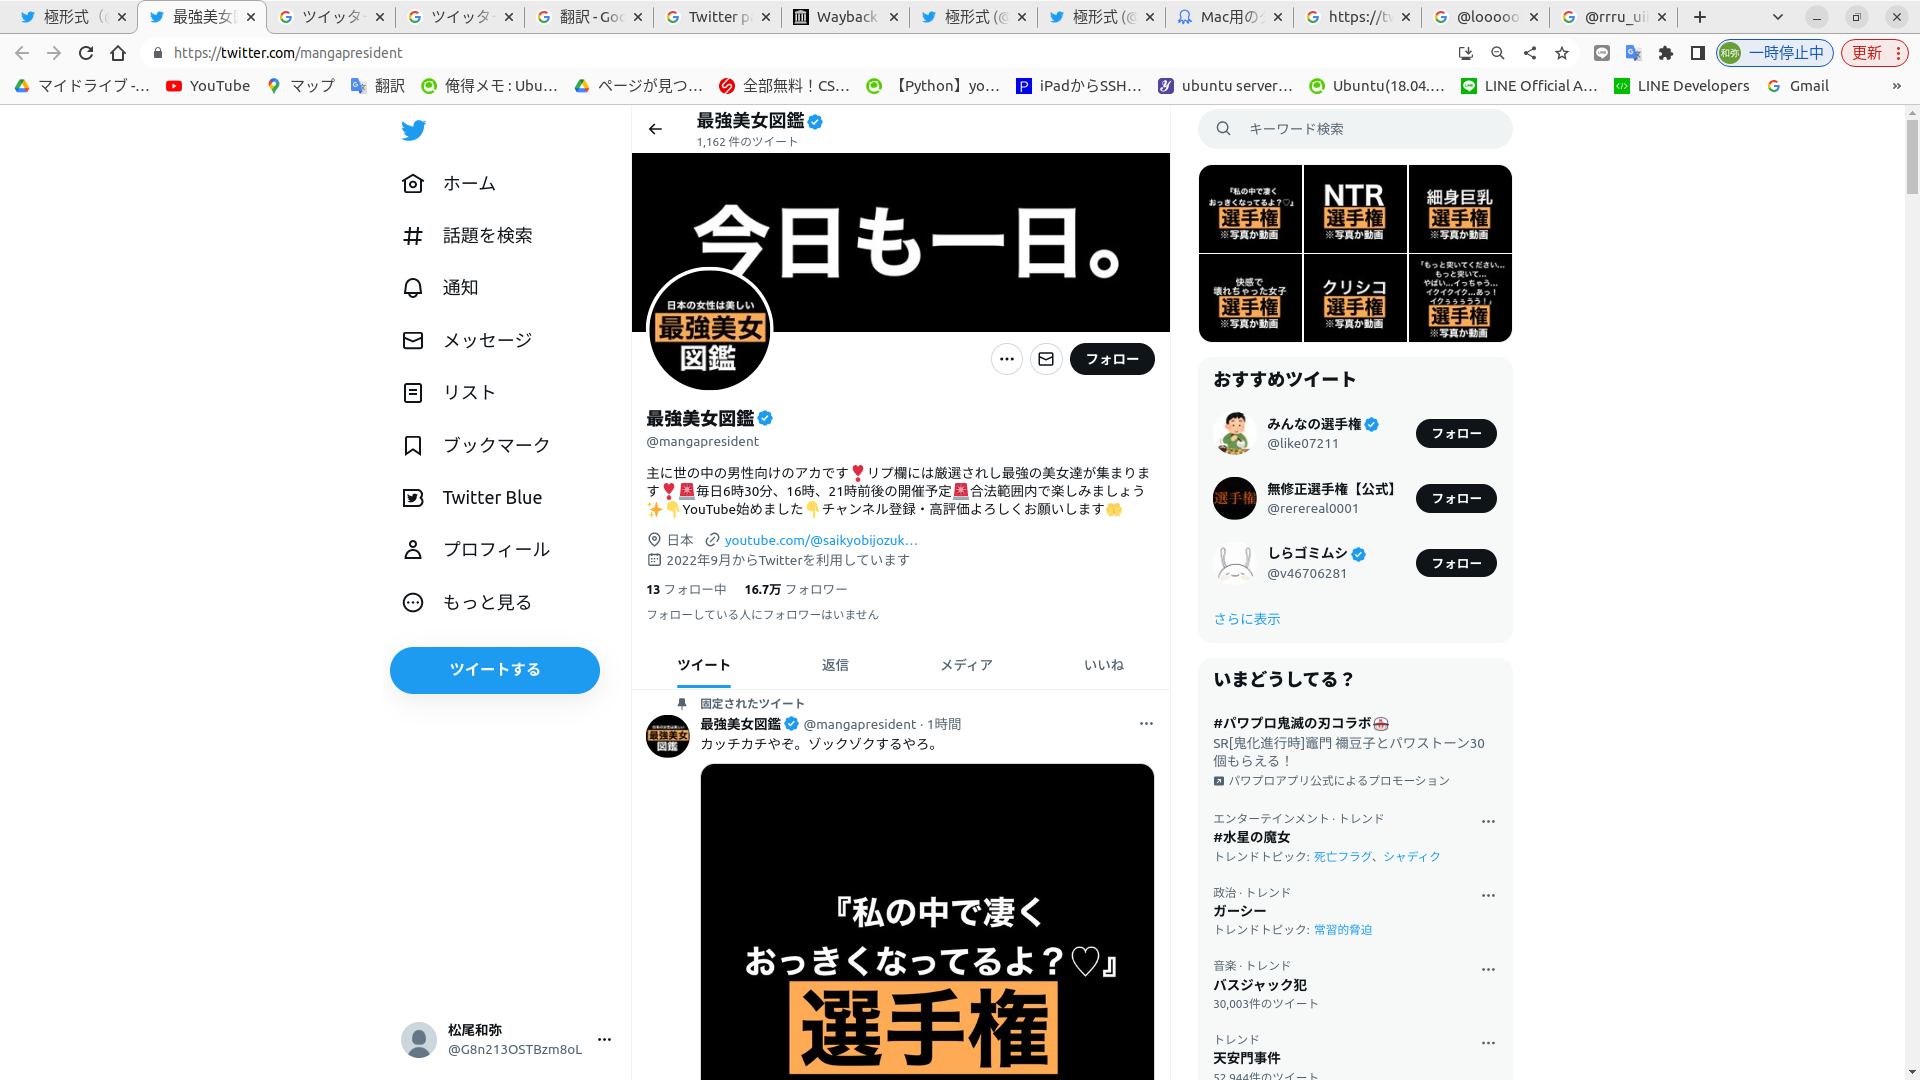 極形式（@
最強美女図
ツイッター
ツイッター
翻訳 - Goo
Twitter p
Wayback
極形式 (@
極形式 (@
Mac用の
https://tw
@looooo
@rrru_uii
https://twitter.com/mangapresident
和弥 一時停止中
更新
マイドライブ -...
YouTube
マップ
翻訳
俺得メモ : Ubu...
ページが見つ...
全部無料！CS...
【Python】yo...
iPadからSSH...
ubuntu server...
Ubuntu(18.04....
LINE Official A...
LINE Developers
Gmail
»
ホーム
話題を検索
通知
メッセージ
リスト
ブックマーク
Twitter Blue
プロフィール
もっと見る
ツイートする
松尾和弥
@G8n213OSTBzm8oL
最強美女図鑑
1,162 件のツイート
今日も一日。
日本の女性は美しい
最強美女
図鑑
フォロー
最強美女図鑑
@mangapresident
主に世の中の男性向けのアカです❣️リプ欄には厳選されし最強の美女達が集まりま
す❣️🚨毎日6時30分、16時、21時前後の開催予定🚨合法範囲内で楽しみましょう
✨👇YouTube始めました👇チャンネル登録・高評価よろしくお願いします🤲
日本 youtube.com/@saikyobijozuk…
2022年9月からTwitterを利用しています
13 フォロー中 16.7万 フォロワー
フォローしている人にフォロワーはいません
ツイート 返信 メディア いいね
固定されたツイート
最強美女図鑑 @mangapresident · 1時間
カッチカチやぞ。ゾックゾクするやろ。
『私の中で凄く
おっきくなってるよ？♡』
選手権
キーワード検索
『私の中で凄く
おっきくなってるよ？♡』
選手権
※写真か動画
NTR
選手権
※写真か動画
細身巨乳
選手権
※写真か動画
快感で
壊れちゃった女子
選手権
※写真か動画
クリシコ
選手権
※写真か動画
『もっと突いてください...
もっと突いて...
やばい...イっちゃう...
イクイクイク...あっ！
イクぅぅぅうう！』
選手権
※写真か動画
おすすめツイート
みんなの選手権
@like07211
フォロー
選手権
無修正選手権【公式】
@rerereal0001
フォロー
しらゴミムシ
@v46706281
フォロー
さらに表示
いまどうしてる？
#パワプロ鬼滅の刃コラボ
SR[鬼化進行時]竈門 禰豆子とパワストーン30
個もらえる！
パワプロアプリ公式によるプロモーション
エンターテインメント · トレンド
#水星の魔女
トレンドトピック: 死亡フラグ、シャディク
政治 · トレンド
ガーシー
トレンドトピック: 常習的脅迫
音楽 · トレンド
バスジャック犯
30,003件のツイート
トレンド
天安門事件
52,944件のツイート